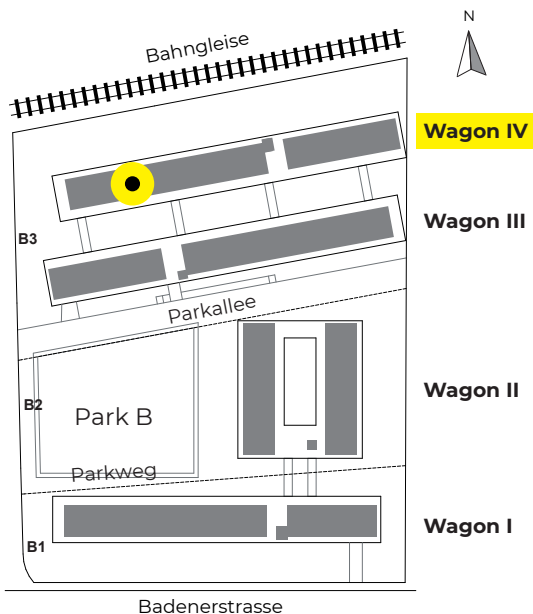 N
Bahngleise
Wagon IV
Wagon III
B3
Parkallee
Wagon II
B2
Park B
Parkweg
Wagon I
B1
Badenerstrasse